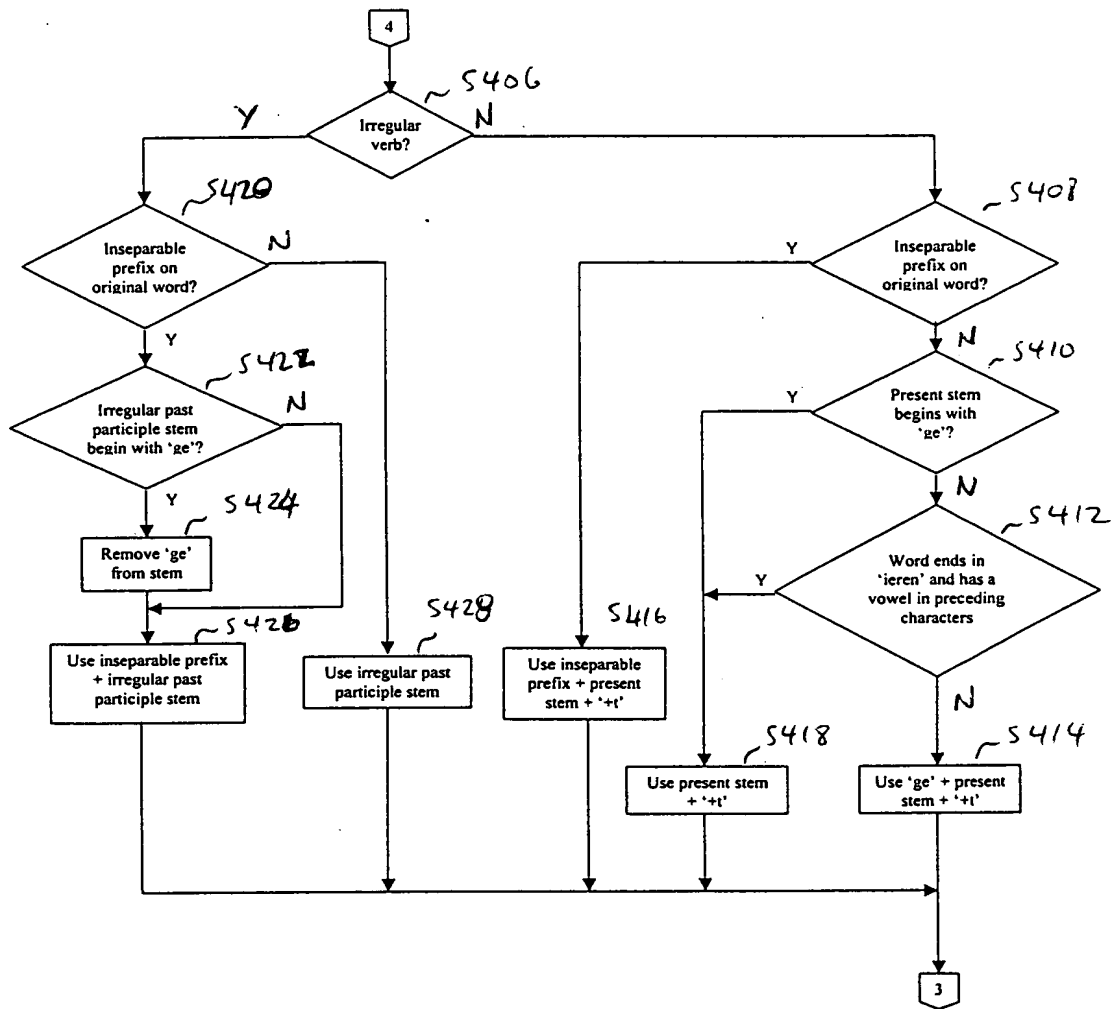 4
S406
Y
N
Irregular
verb?
S420
S408
Inseparable
prefix on
original word?
N
Y
Inseparable
prefix on
original word?
Y
N
S422
S410
Irregular past
participle stem
begin with ‘ge’?
N
Y
Present stem
begins with
‘ge’?
Y
N
S424
S412
Remove ‘ge’
from stem
Y
Word ends in
‘ieren’ and has a
vowel in preceding
characters
S426
S428
S416
Use inseparable prefix
+ irregular past
participle stem
Use irregular past
participle stem
Use inseparable
prefix + present
stem + ‘+t’
N
S418
S414
Use present stem
+ ‘+t’
Use ‘ge’ + present
stem + ‘+t’
3